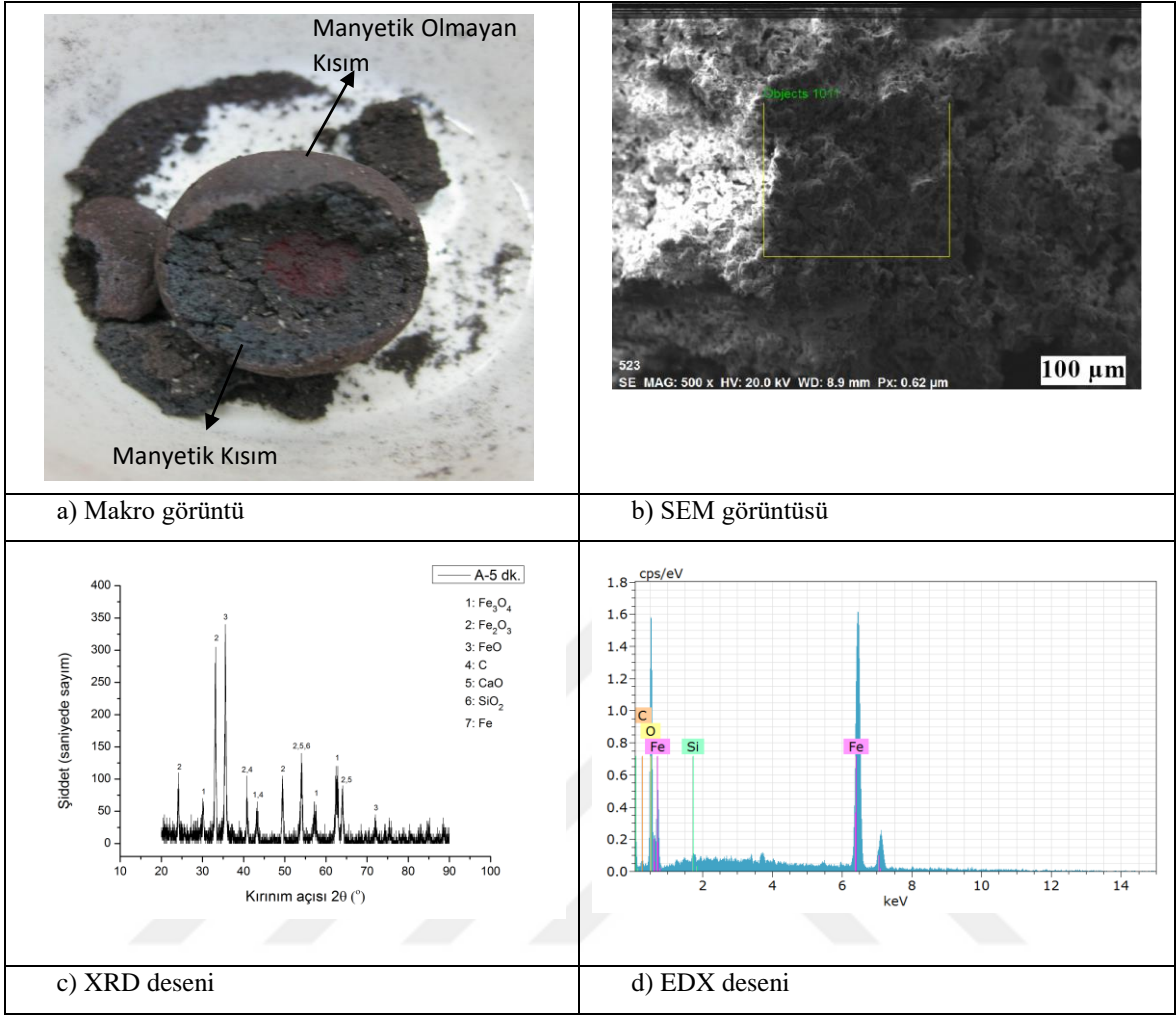 Manyetik Olmayan
Kısım
Manyetik Kısım
Objects 1011
523
SE MAG: 500 x HV: 20.0 kV WD: 8.9 mm Px: 0.62 µm
100 µm
a) Makro görüntü
b) SEM görüntüsü
Şiddet (saniyede sayım)
400
350
300
250
200
150
100
50
0
10 20 30 40 50 60 70 80 90 100
Kırınım açısı 2θ (°)
A-5 dk.
1: Fe₃O₄
2: Fe₂O₃
3: FeO
4: C
5: CaO
6: SiO₂
7: Fe
2
1
2
3
2,4
1,4
2
2,5,6
1
1
2,5
3
cps/eV
1.8
1.6
1.4
1.2
1.0
0.8
0.6
0.4
0.2
0.0
C
O
Fe
Si
Fe
2 4 6 8 10 12 14
keV
c) XRD deseni
d) EDX deseni